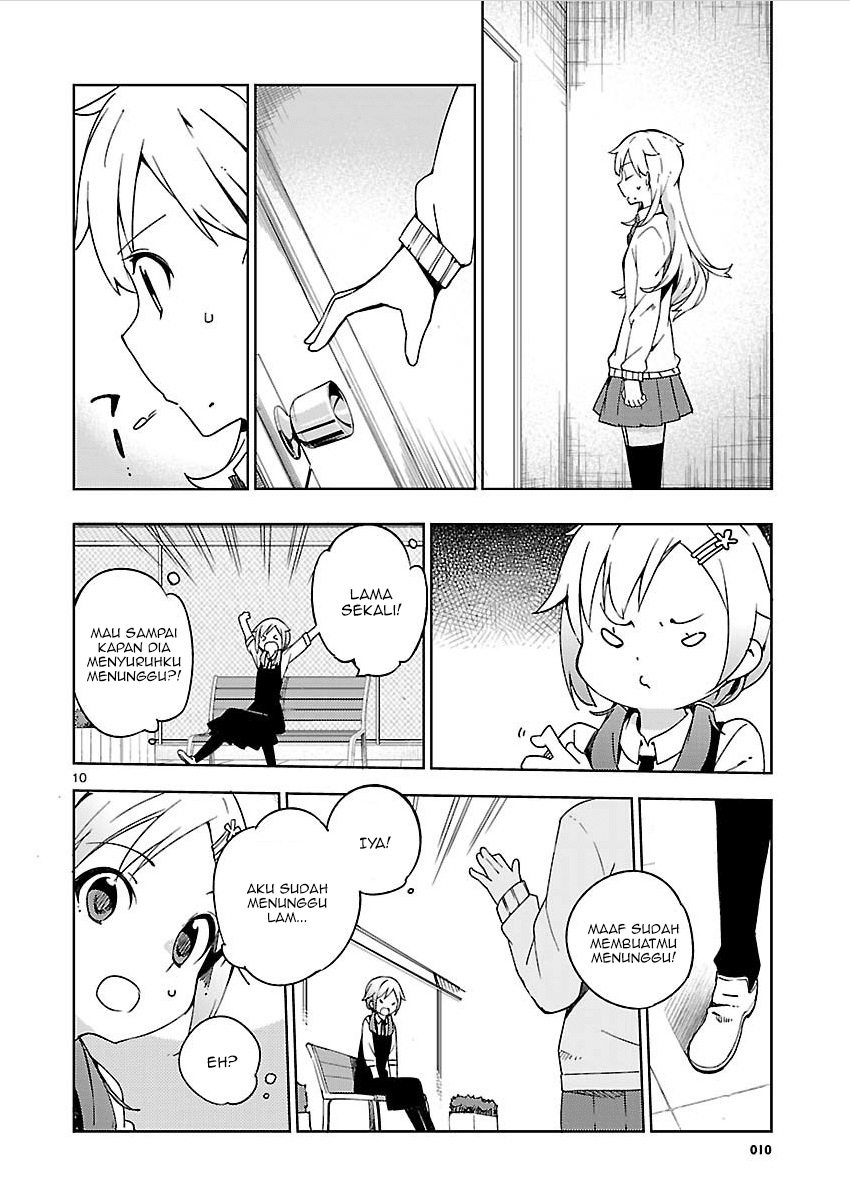 LAMA
SEKALI!
MAU SAMPAI
KAPAN DIA
MENYURUHKU
MENUNGGU?!
10
MAAF SUDAH
MEMBUATMU
MENUNGGU!
IYA!
AKU SUDAH
MENUNGGU
LAM...
EH?
010